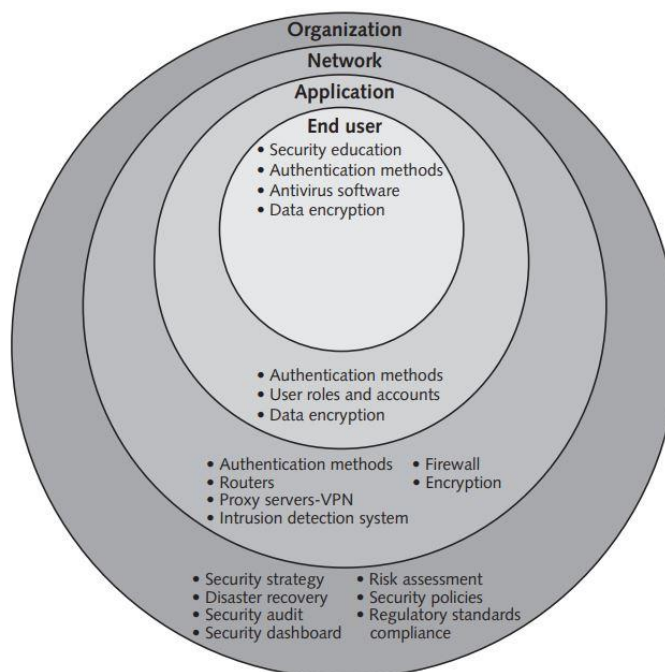 Organization
Network
Application
End user
• Security education
• Authentication methods
• Antivirus software
• Data encryption
• Authentication methods
• User roles and accounts
• Data encryption
• Authentication methods
• Routers
• Proxy servers-VPN
• Intrusion detection system
• Firewall
• Encryption
• Security strategy
• Disaster recovery
• Security audit
• Security dashboard
• Risk assessment
• Security policies
• Regulatory standards
compliance